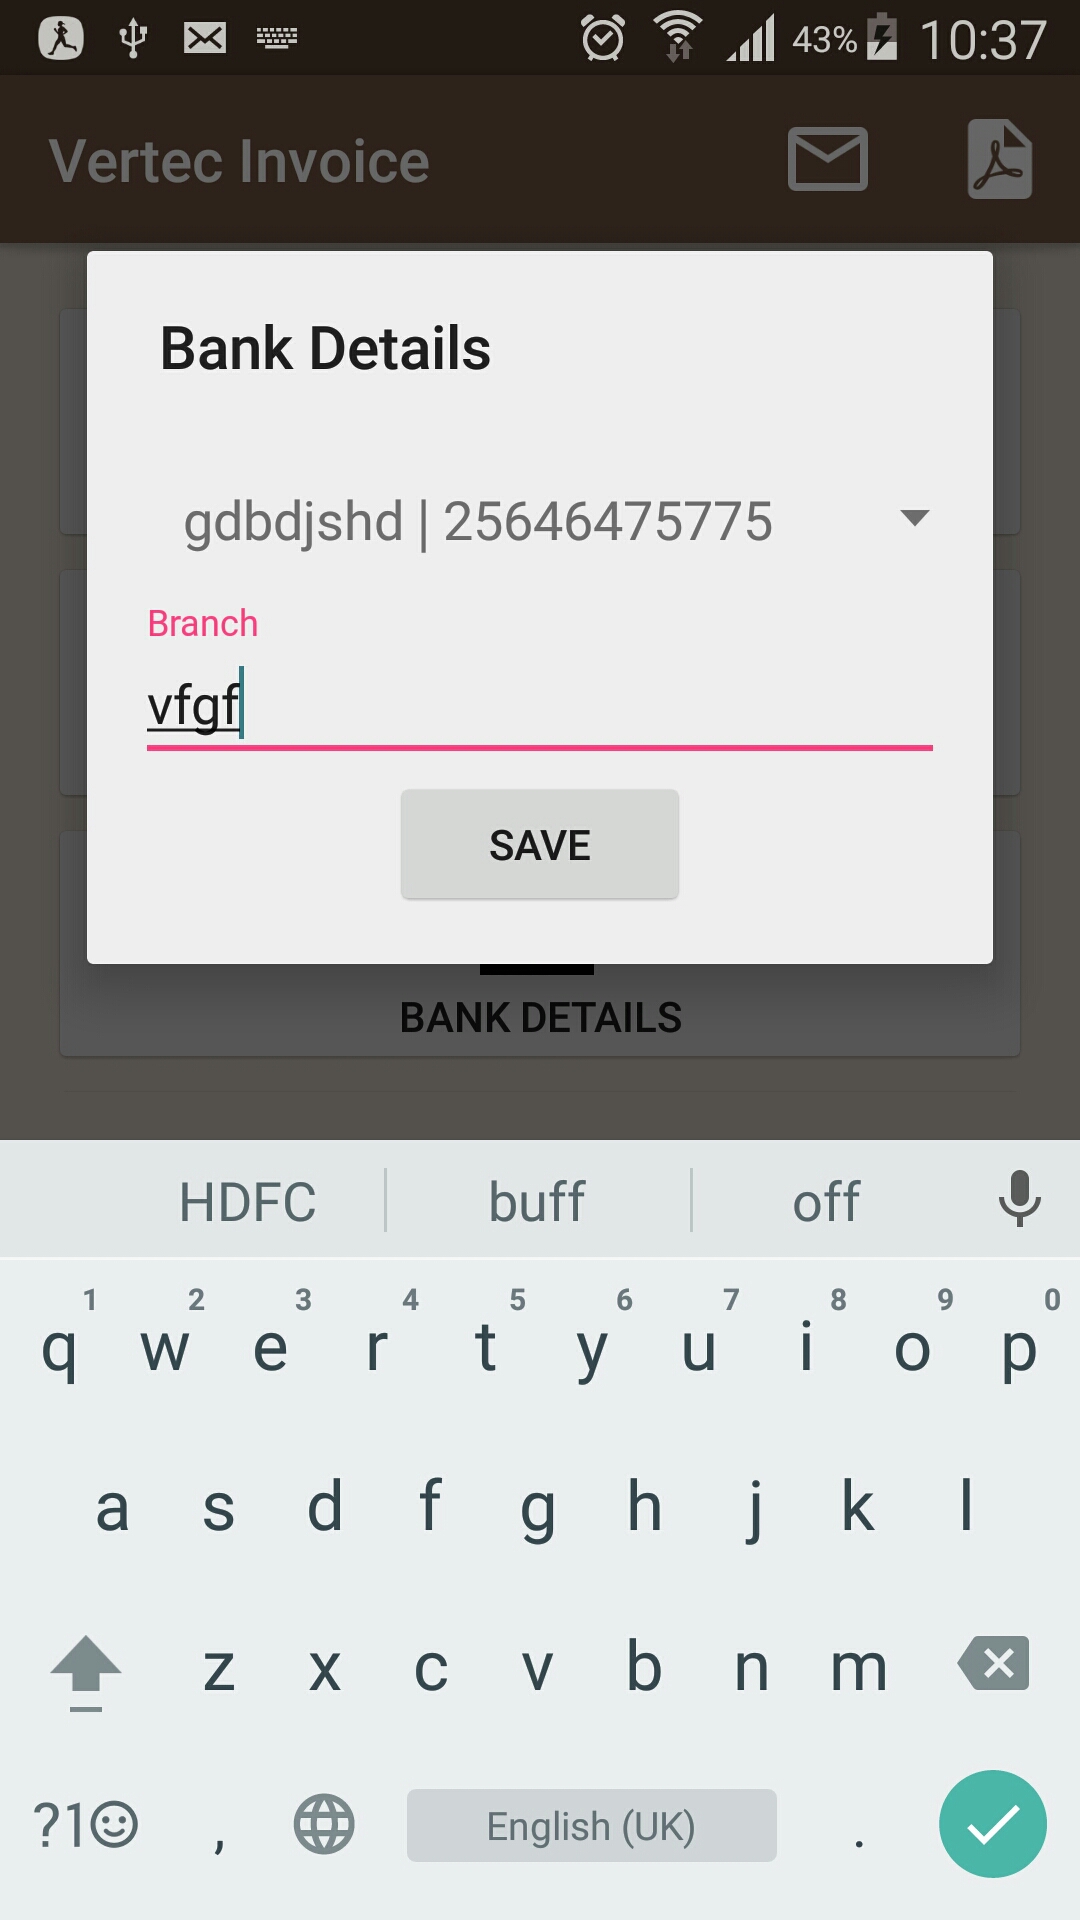 43% 10:37
Vertec Invoice
Bank Details
gdbdjshd | 25646475775
Branch
vfgf
SAVE
BANK DETAILS
HDFC buff off
1 2 3 4 5 6 7 8 9 0
q w e r t y u i o p
a s d f g h j k l
z x c v b n m
?1☺ , English (UK) .